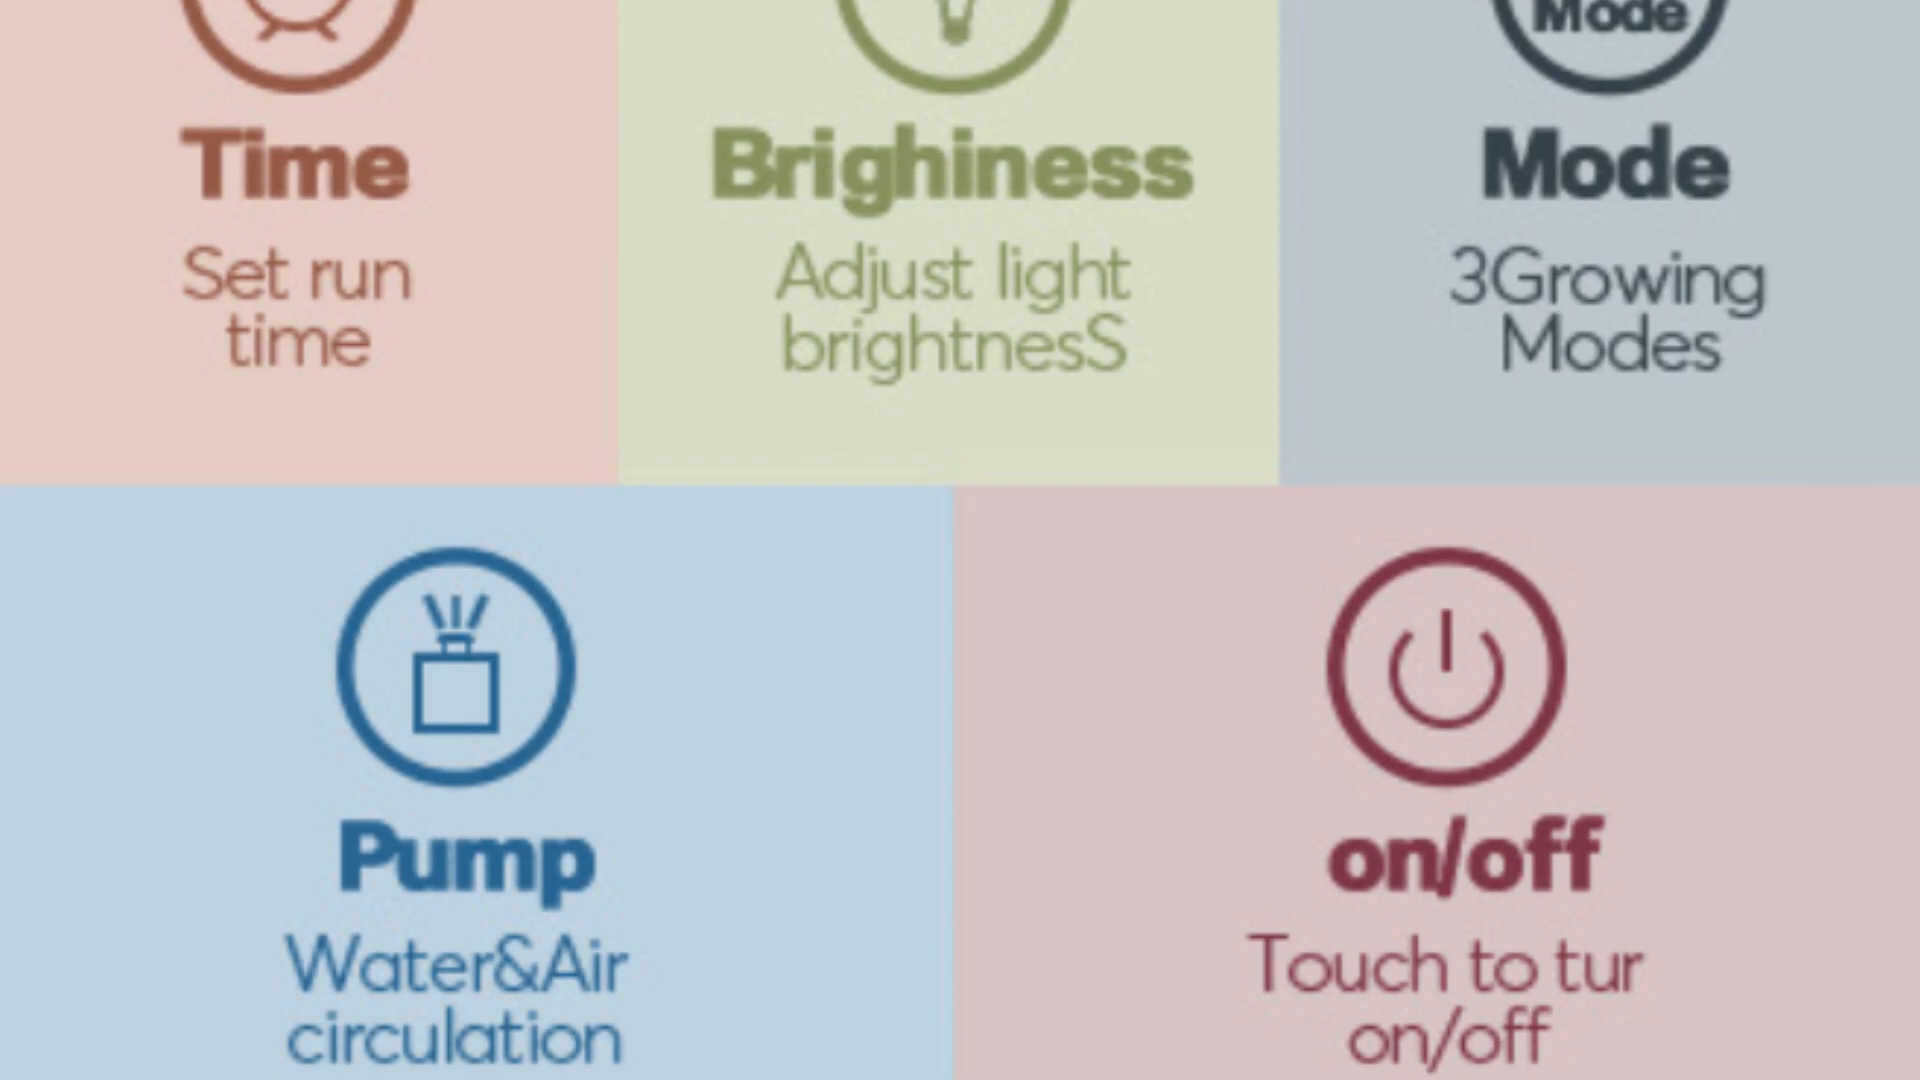 Mode
Time
Brighiness
Mode
Set run
time
Adjust light
brightnesS
3Growing
Modes
Pump
on/off
Water&Air
circulation
Touch to tur
on/off